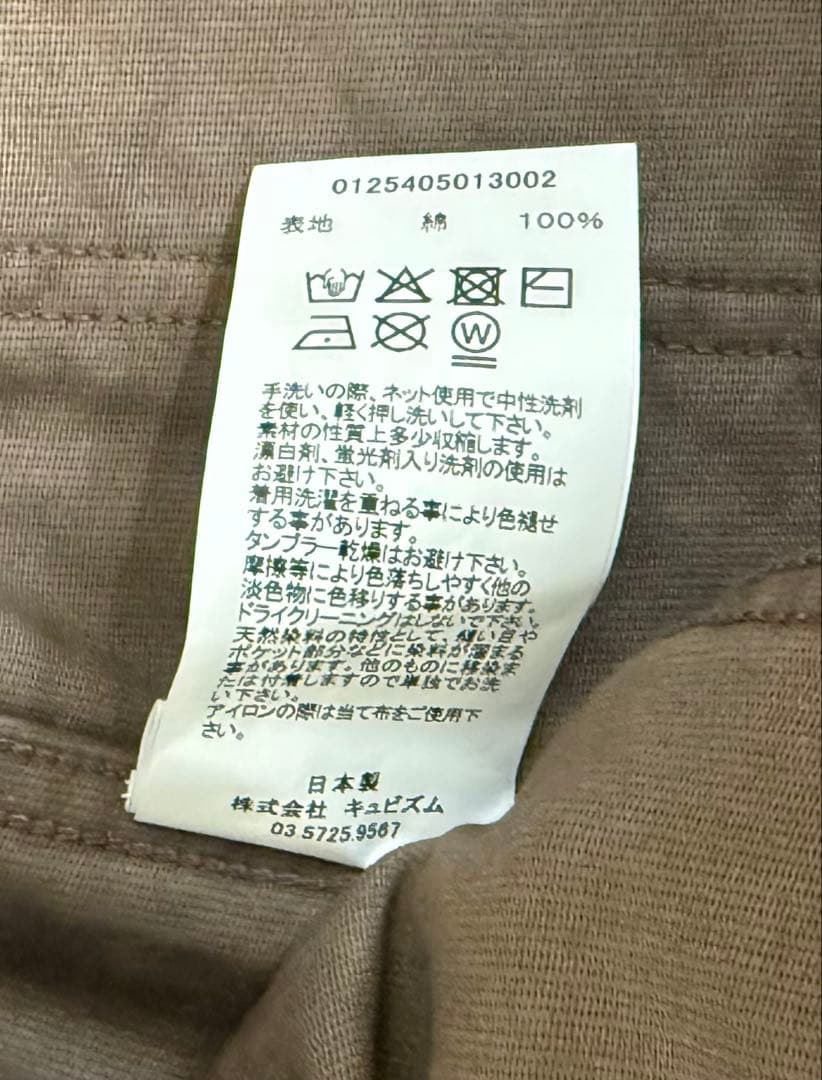 0125405013002
表地 綿 100%
W
手洗いの際、ネット使用で中性洗剤
を使い、軽く押し洗いして下さい。
素材の性質上多少収縮します。
漂白剤、蛍光剤入り洗剤の使用は
お避け下さい。
着用洗濯を重ねる事により色褪せ
する事があります。
タンブラー乾燥はお避け下さい。
摩擦等により色落ちしやすく他の
淡色物に色移りする事があります。
ドライクリーニングはしないで下さい。
天然染料の特性として、縫い目や
ポケット部分などに染料が溜まる
事があります。他のものに移染ま
たは付着しますので単独でお洗
い下さい。
アイロンの際は当て布をご使用下
さい。
日本製
株式会社 キュビズム
03.5725.9567